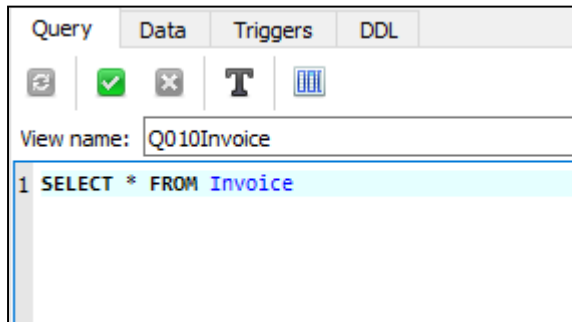 Query Data Triggers DDL
T
View name: Q010Invoice
1 SELECT * FROM Invoice